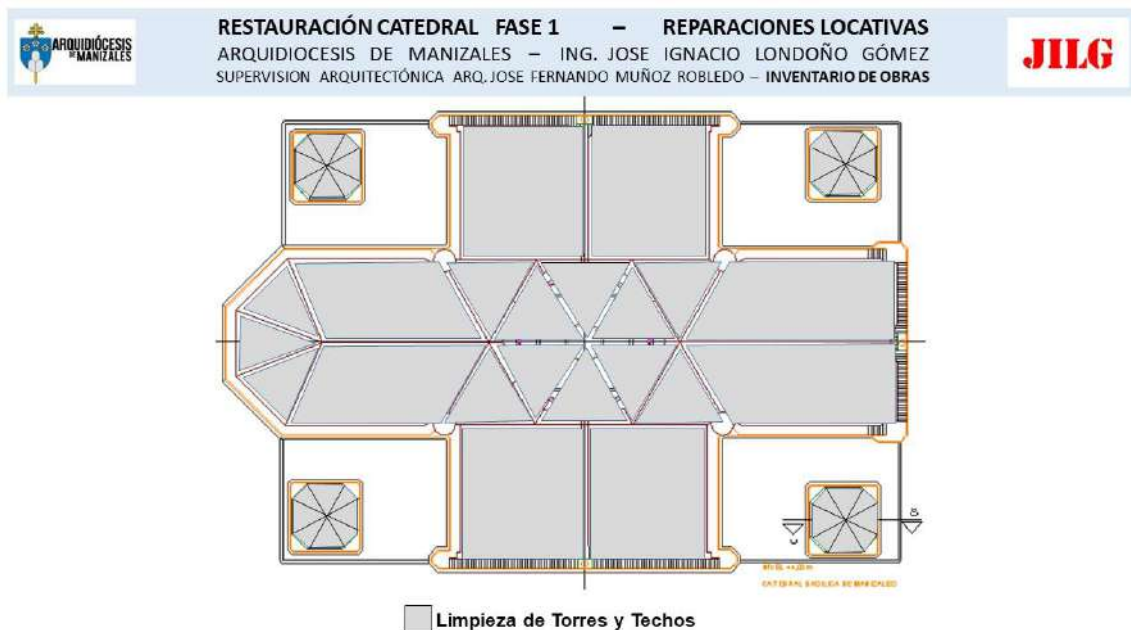 ARQUIDIÓCESIS
DE MANIZALES
RESTAURACIÓN CATEDRAL FASE 1 – REPARACIONES LOCATIVAS
ARQUIDIOCESIS DE MANIZALES – ING. JOSE IGNACIO LONDOÑO GÓMEZ
SUPERVISION ARQUITECTÓNICA ARQ. JOSE FERNANDO MUÑOZ ROBLEDO – INVENTARIO DE OBRAS
JILG
CATEDRAL BASILICA DE MANIZALES
Limpieza de Torres y Techos